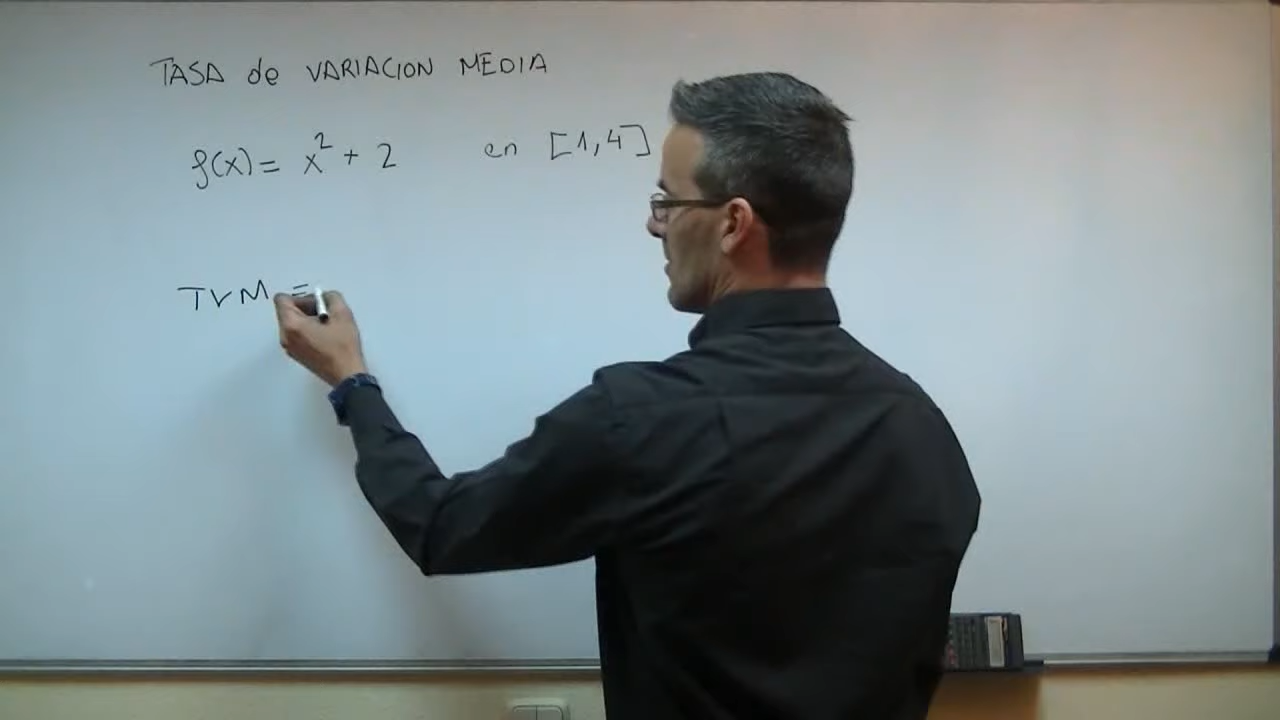 TASA de VARIACION MEDIA
f(x) = x² + 2 en [1,4]
TVM =